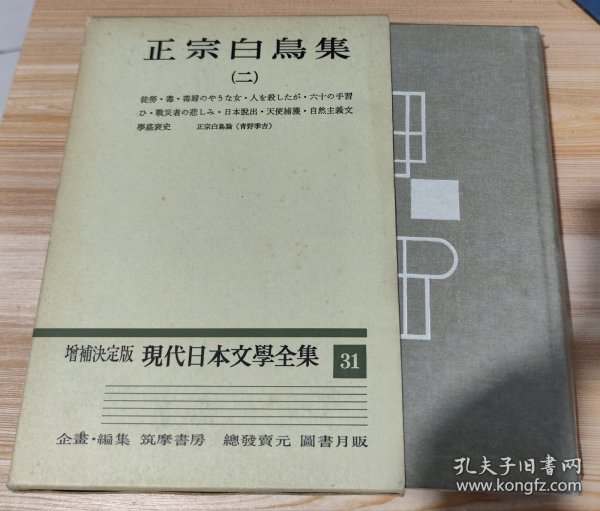 正宗白鳥集
(二)
徒勞・毒・毒婦のやうな女・人を殺したが・六十の手習
ひ・戰災者の悲しみ・日本脫出・天使捕獲・自然主義文
學盛衰史 正宗白鳥論(靑野季吉)
增補決定版 現代日本文學全集 31
企畫・編集 筑摩書房 總發賣元 圖書月販
孔夫子旧书网
www.kongfz.com